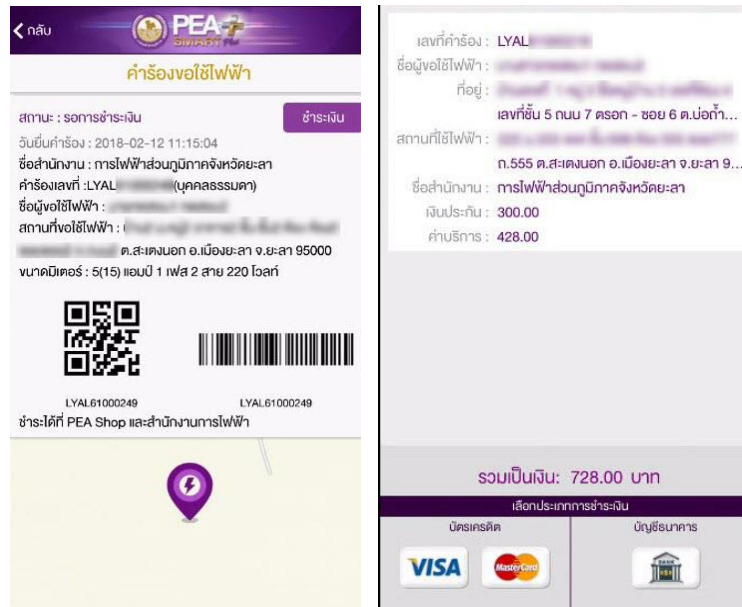 กลับ
PEA
SMART
คำร้องขอใช้ไฟฟ้า
สถานะ : รอการชำระเงิน
ชำระเงิน
วันยื่นคำร้อง : 2018-02-12 11:15:04
ชื่อสำนักงาน : การไฟฟ้าส่วนภูมิภาคจังหวัดยะลา
คำร้องเลขที่ :LYAL (บุคคลธรรมดา)
ชื่อผู้ขอใช้ไฟฟ้า :
สถานที่ขอใช้ไฟฟ้า :
ต.สะเตงนอก อ.เมืองยะลา จ.ยะลา 95000
ขนาดมิเตอร์ : 5(15) แอมป์ 1 เฟส 2 สาย 220 โวลท์
LYAL61000249
LYAL61000249
ชำระได้ที่ PEA Shop และสำนักงานการไฟฟ้า
เลขที่คำร้อง : LYAL
ชื่อผู้ขอใช้ไฟฟ้า :
ที่อยู่ :
เลขที่ชั้น 5 ถนน 7 ตรอก - ซอย 6 ต.บ่อถ้ำ...
สถานที่ใช้ไฟฟ้า :
ถ.555 ต.สะเตงนอก อ.เมืองยะลา จ.ยะลา 9...
ชื่อสำนักงาน : การไฟฟ้าส่วนภูมิภาคจังหวัดยะลา
เงินประกัน : 300.00
ค่าบริการ : 428.00
รวมเป็นเงิน: 728.00 บาท
เลือกประเภทการชำระเงิน
บัตรเครดิต
บัญชีธนาคาร
VISA
MasterCard
BANK